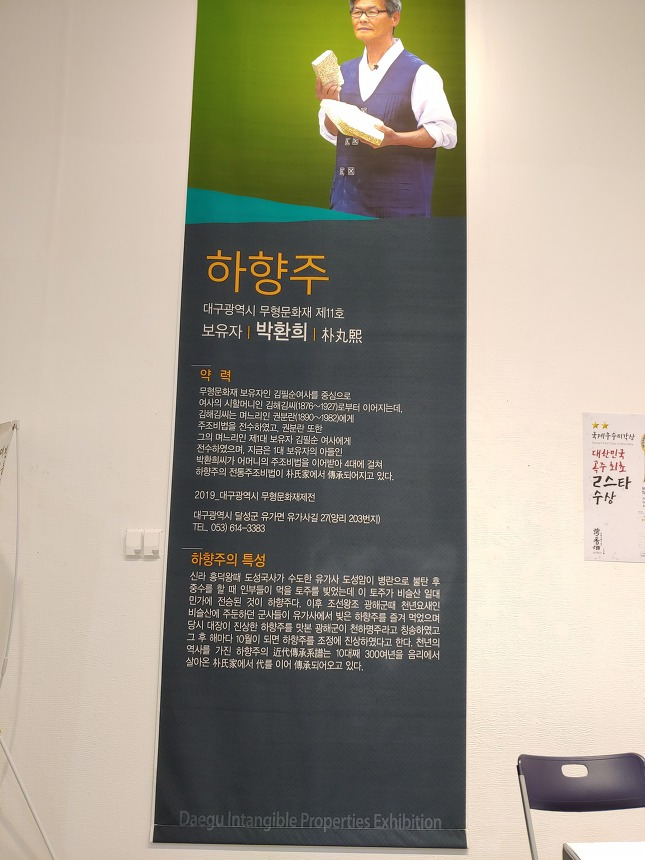 하향주
대구광역시 무형문화재 제11호
보유자 | 박환희 | 朴丸熙
약 력
무형문화재 보유자인 김필순여사를 중심으로
여사의 시할머니인 김해김씨(1876~1927)로부터 이어지는데,
김해김씨는 며느리인 권분란(1890~1982)에게
주조비법을 전수하였고, 권분란 또한
그의 며느리인 제1대 보유자 김필순 여사에게
전수하였으며, 지금은 1대 보유자의 아들인
박환희씨가 어머니의 주조비법을 이어받아 4대에 걸쳐
하향주의 전통주조비법이 朴氏家에서 傳承되어지고 있다.
2019_대구광역시 무형문화재제전
대구광역시 달성군 유가면 유가사길 27(양리 203번지)
TEL. 053) 614-3383
하향주의 특성
신라 흥덕왕때 도성국사가 수도한 유가사 도성암이 병란으로 불탄 후
중수를 할 때 인부들이 먹을 토주를 빚었는데 이 토주가 비슬산 일대
민가에 전승된 것이 하향주다. 이후 조선왕조 광해군때 천년요새인
비슬산에 주둔하던 군사들이 유가사에서 빚은 하향주를 즐겨 먹었으며
당시 대장이 진상한 하향주를 맛본 광해군이 천하명주라고 칭송하였고
그 후 해마다 10월이 되면 하향주를 조정에 진상하였다고 한다. 천년의
역사를 가진 하향주의 近代傳承系譜는 10대째 300여년을 음리에서
살아온 朴氏家에서 代를 이어 傳承되어오고 있다.
Daegu Intangible Properties Exhibition
국제우수미각상
대한민국
곡주 최초
2스타
수상